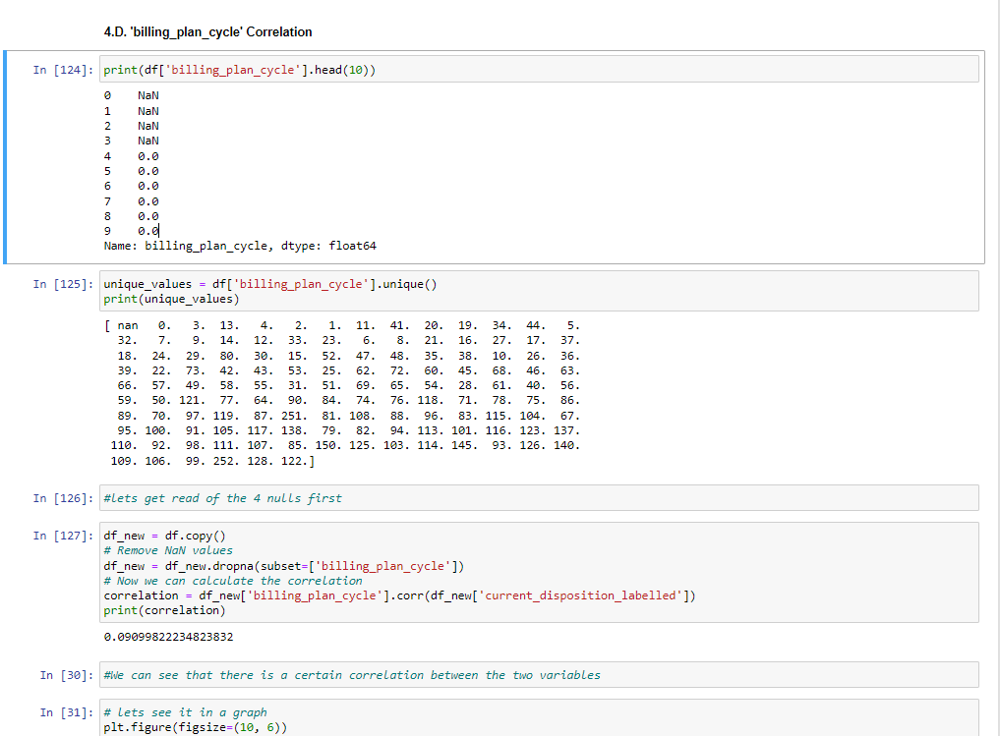 4.D. 'billing_plan_cycle' Correlation
In [124]: print(df['billing_plan_cycle'].head(10))
0    NaN
1    NaN
2    NaN
3    NaN
4    0.0
5    0.0
6    0.0
7    0.0
8    0.0
9    0.0
Name: billing_plan_cycle, dtype: float64
In [125]: unique_values = df['billing_plan_cycle'].unique()
print(unique_values)
[ nan   0.   3.  13.   4.   2.   1.  11.  41.  20.  19.  34.  44.   5.
  32.   7.   9.  14.  12.  33.  23.   6.   8.  21.  16.  27.  17.  37.
  18.  24.  29.  80.  30.  15.  52.  47.  48.  35.  38.  10.  26.  36.
  39.  22.  73.  42.  43.  53.  25.  62.  72.  60.  45.  68.  46.  63.
  66.  57.  49.  58.  55.  31.  51.  69.  65.  54.  28.  61.  40.  56.
  59.  50. 121.  77.  64.  90.  84.  74.  76. 118.  71.  78.  75.  86.
  89.  70.  97. 119.  87. 251.  81. 108.  88.  96.  83. 115. 104.  67.
  95. 100.  91. 105. 117. 138.  79.  82.  94. 113. 101. 116. 123. 137.
 110.  92.  98. 111. 107.  85. 150. 125. 103. 114. 145.  93. 126. 140.
 109. 106.  99. 252. 128. 122.]
In [126]: #lets get read of the 4 nulls first
In [127]: df_new = df.copy()
# Remove NaN values
df_new = df_new.dropna(subset=['billing_plan_cycle'])
# Now we can calculate the correlation
correlation = df_new['billing_plan_cycle'].corr(df_new['current_disposition_labelled'])
print(correlation)
0.09099822234823832
In [30]: #We can see that there is a certain correlation between the two variables
In [31]: # lets see it in a graph
plt.figure(figsize=(10, 6))